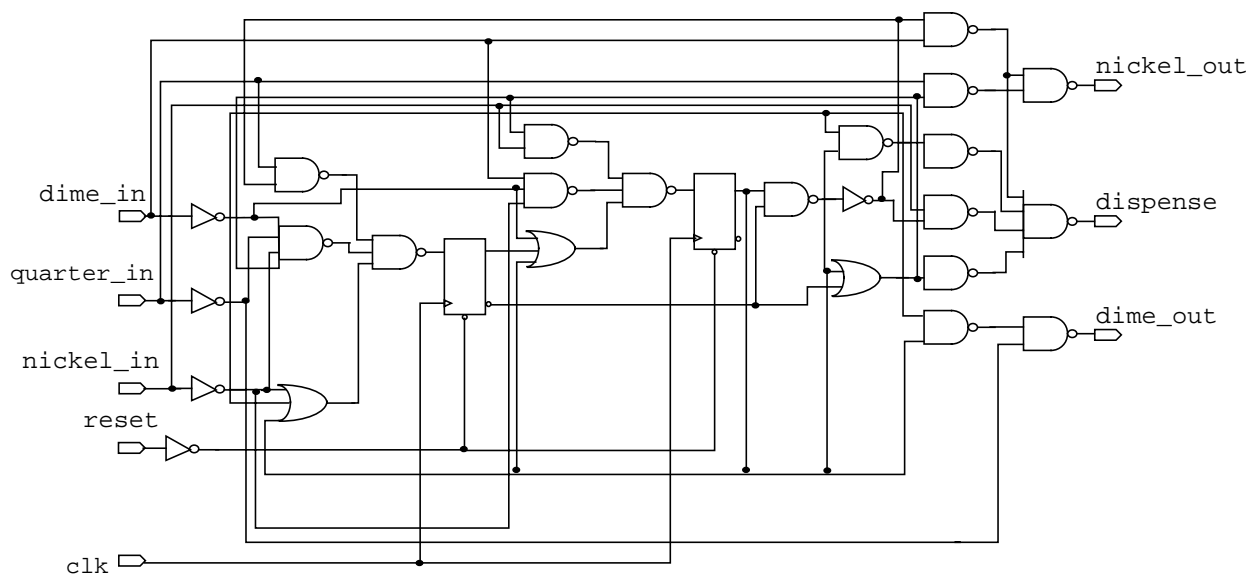 nickel_out
dime_in
dispense
quarter_in
dime_out
nickel_in
reset
clk